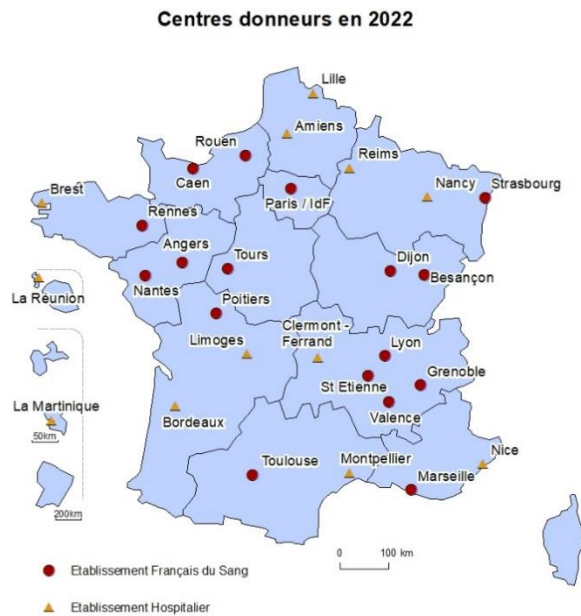 Centres donneurs en 2022
Lille
Amiens
Rouen
Reims
Caen
Nancy
Strasbourg
Paris / IdF
Brest
Rennes
Angers
Tours
Dijon
Besançon
La Réunion
Nantes
Poitiers
Limoges
Clermont -
Ferrand
Lyon
Grenoble
St Etienne
Valence
La Martinique
50km
Bordeaux
Toulouse
Montpellier
Nice
Marseille
200km
Etablissement Français du Sang
0 100 km
Etablissement Hospitalier